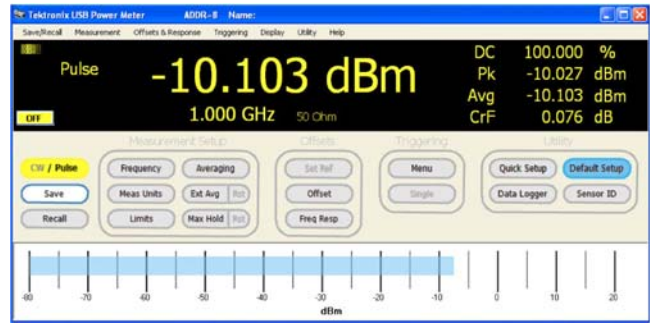 Tektronix USB Power Meter ADDR-8 Name:
Save/Recall Measurement Offsets & Response Triggering Display Utility Help
Pulse
-10.103 dBm
DC 100.000 %
Pk -10.027 dBm
Avg -10.103 dBm
CrF 0.076 dB
OFF
1.000 GHz 50 Ohm
Measurement Setup Offsets Triggering Utility
CW / Pulse Frequency Averaging Set Ref Menu Quick Setup Default Setup
Save Meas Units Ext Avg Rst Offset Single Data Logger Sensor ID
Recall Limits Max Hold Rst Freq Resp
-80 -70 -60 -50 -40 -30 -20 -10 0 10 20
dBm